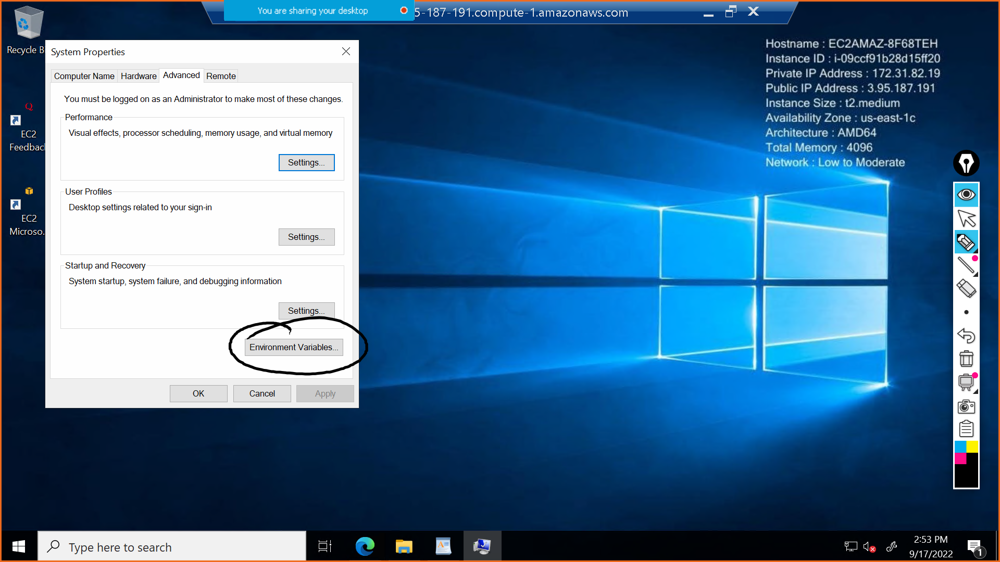 You are sharing your desktop
5-187-191.compute-1.amazonaws.com
Recycle Bi
System Properties
Computer Name
Hardware
Advanced
Remote
You must be logged on as an Administrator to make most of these changes.
Performance
Visual effects, processor scheduling, memory usage, and virtual memory
Settings...
User Profiles
Desktop settings related to your sign-in
Settings...
Startup and Recovery
System startup, system failure, and debugging information
Settings...
Environment Variables...
OK
Cancel
Apply
EC2
Feedback
EC2
Microso...
Hostname : EC2AMAZ-8F68TEH
Instance ID : i-09ccf91b28d15ff20
Private IP Address : 172.31.82.19
Public IP Address : 3.95.187.191
Instance Size : t2.medium
Availability Zone : us-east-1c
Architecture : AMD64
Total Memory : 4096
Network : Low to Moderate
Type here to search
2:53 PM
9/17/2022
1